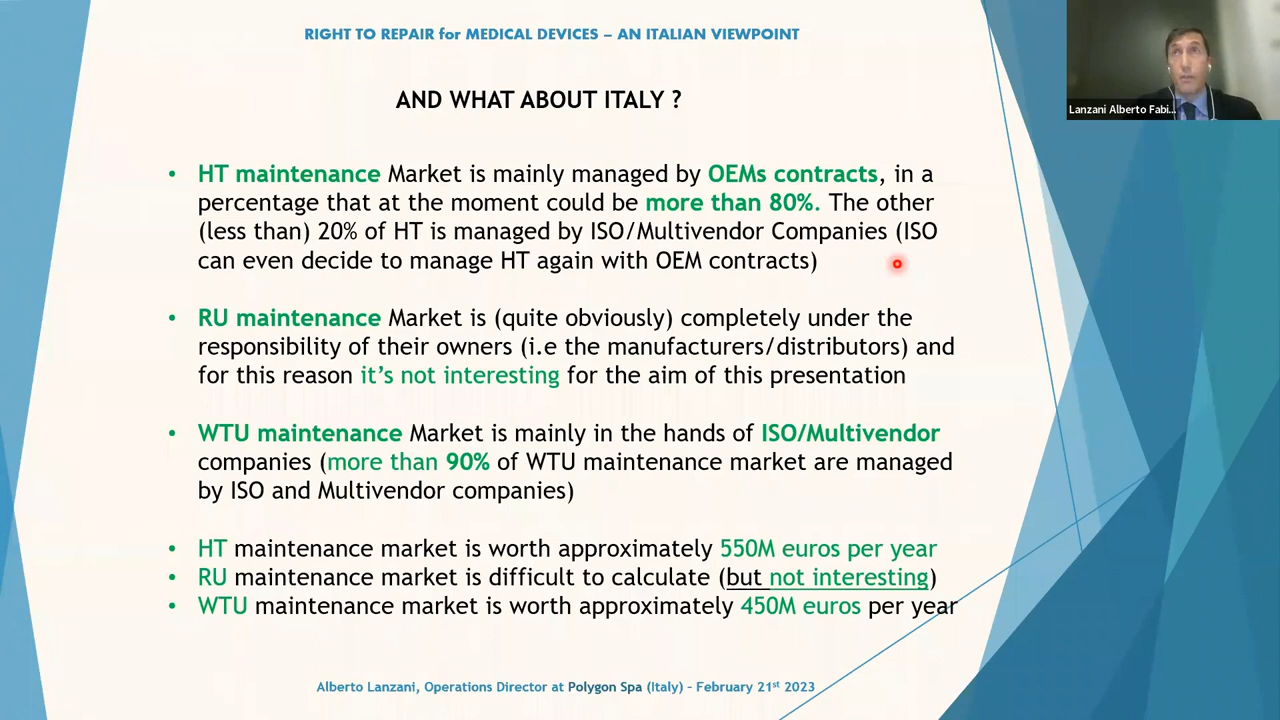 RIGHT TO REPAIR for MEDICAL DEVICES – AN ITALIAN VIEWPOINT
Lanzani Alberto Fabi...
AND WHAT ABOUT ITALY ?
• HT maintenance Market is mainly managed by OEMs contracts, in a
percentage that at the moment could be more than 80%. The other
(less than) 20% of HT is managed by ISO/Multivendor Companies (ISO
can even decide to manage HT again with OEM contracts)
• RU maintenance Market is (quite obviously) completely under the
responsibility of their owners (i.e the manufacturers/distributors) and
for this reason it's not interesting for the aim of this presentation
• WTU maintenance Market is mainly in the hands of ISO/Multivendor
companies (more than 90% of WTU maintenance market are managed
by ISO and Multivendor companies)
• HT maintenance market is worth approximately 550M euros per year
• RU maintenance market is difficult to calculate (but not interesting)
• WTU maintenance market is worth approximately 450M euros per year
Alberto Lanzani, Operations Director at Polygon Spa (Italy) – February 21st 2023